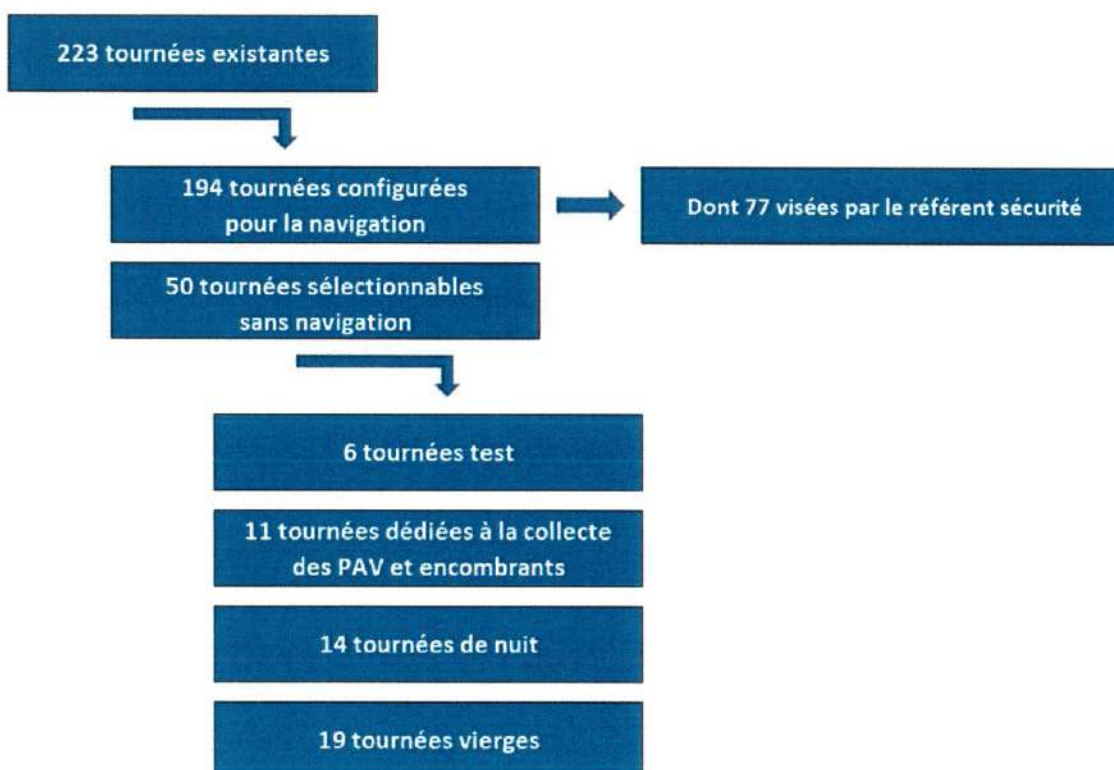 223 tournées existantes
194 tournées configurées
pour la navigation
Dont 77 visées par le référent sécurité
50 tournées sélectionnables
sans navigation
6 tournées test
11 tournées dédiées à la collecte
des PAV et encombrants
14 tournées de nuit
19 tournées vierges